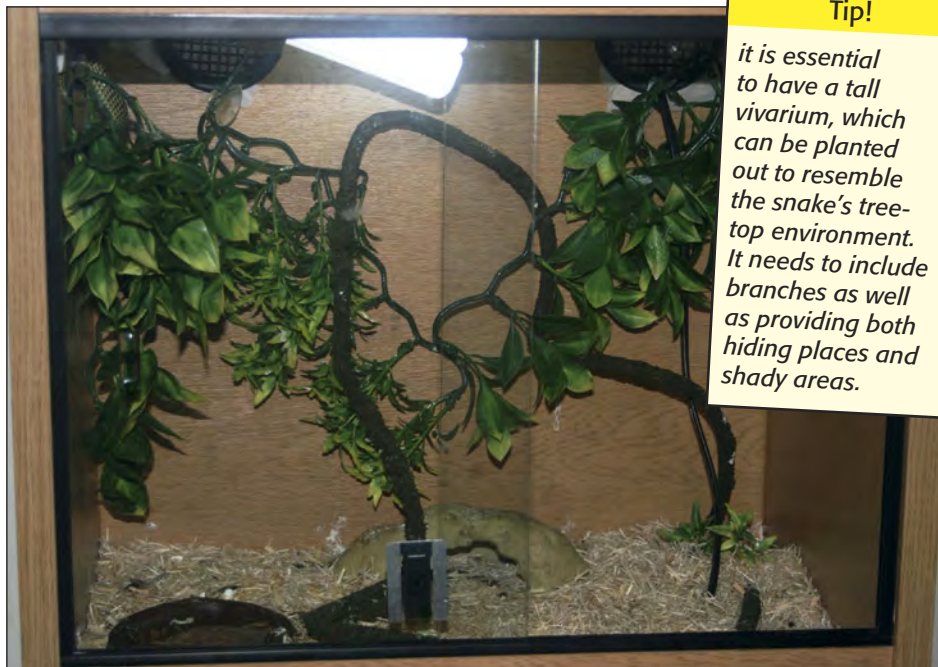 Tip!
it is essential
to have a tall
vivarium, which
can be planted
out to resemble
the snake's tree-
top environment.
It needs to include
branches as well
as providing both
hiding places and
shady areas.